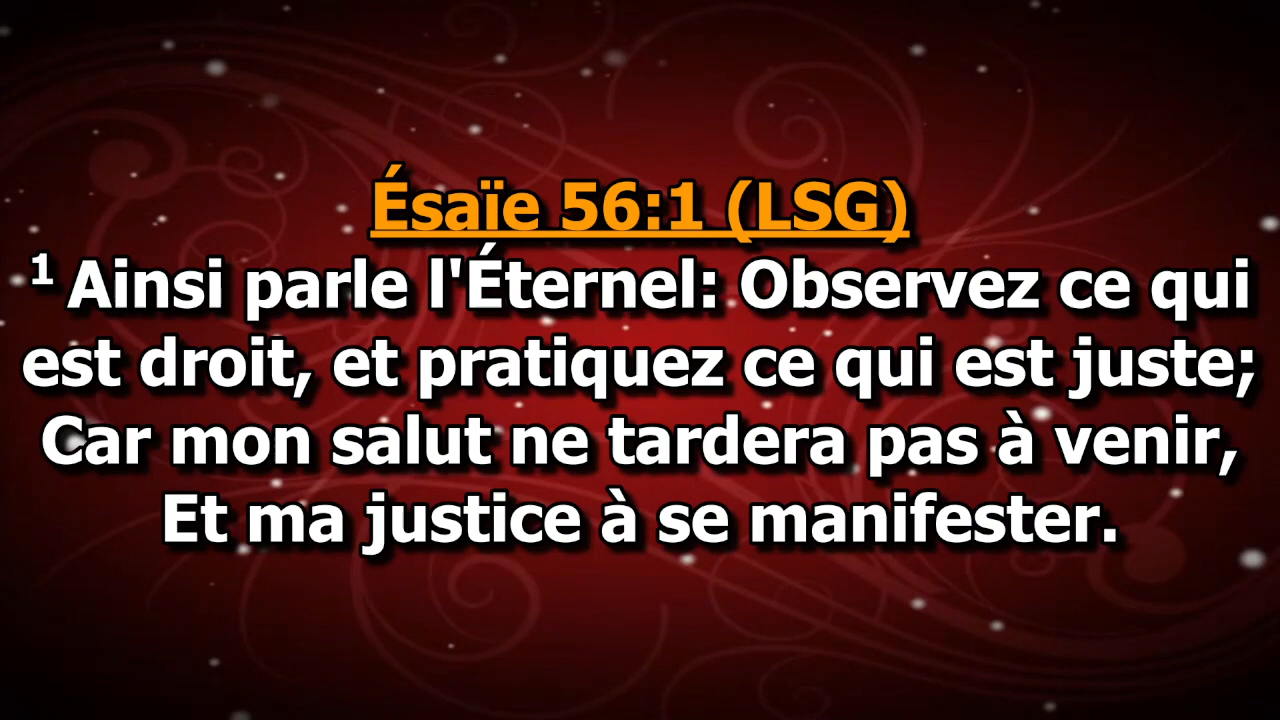 Ésaïe 56:1 (LSG)
1 Ainsi parle l'Éternel: Observez ce qui
est droit, et pratiquez ce qui est juste;
Car mon salut ne tardera pas à venir,
Et ma justice à se manifester.